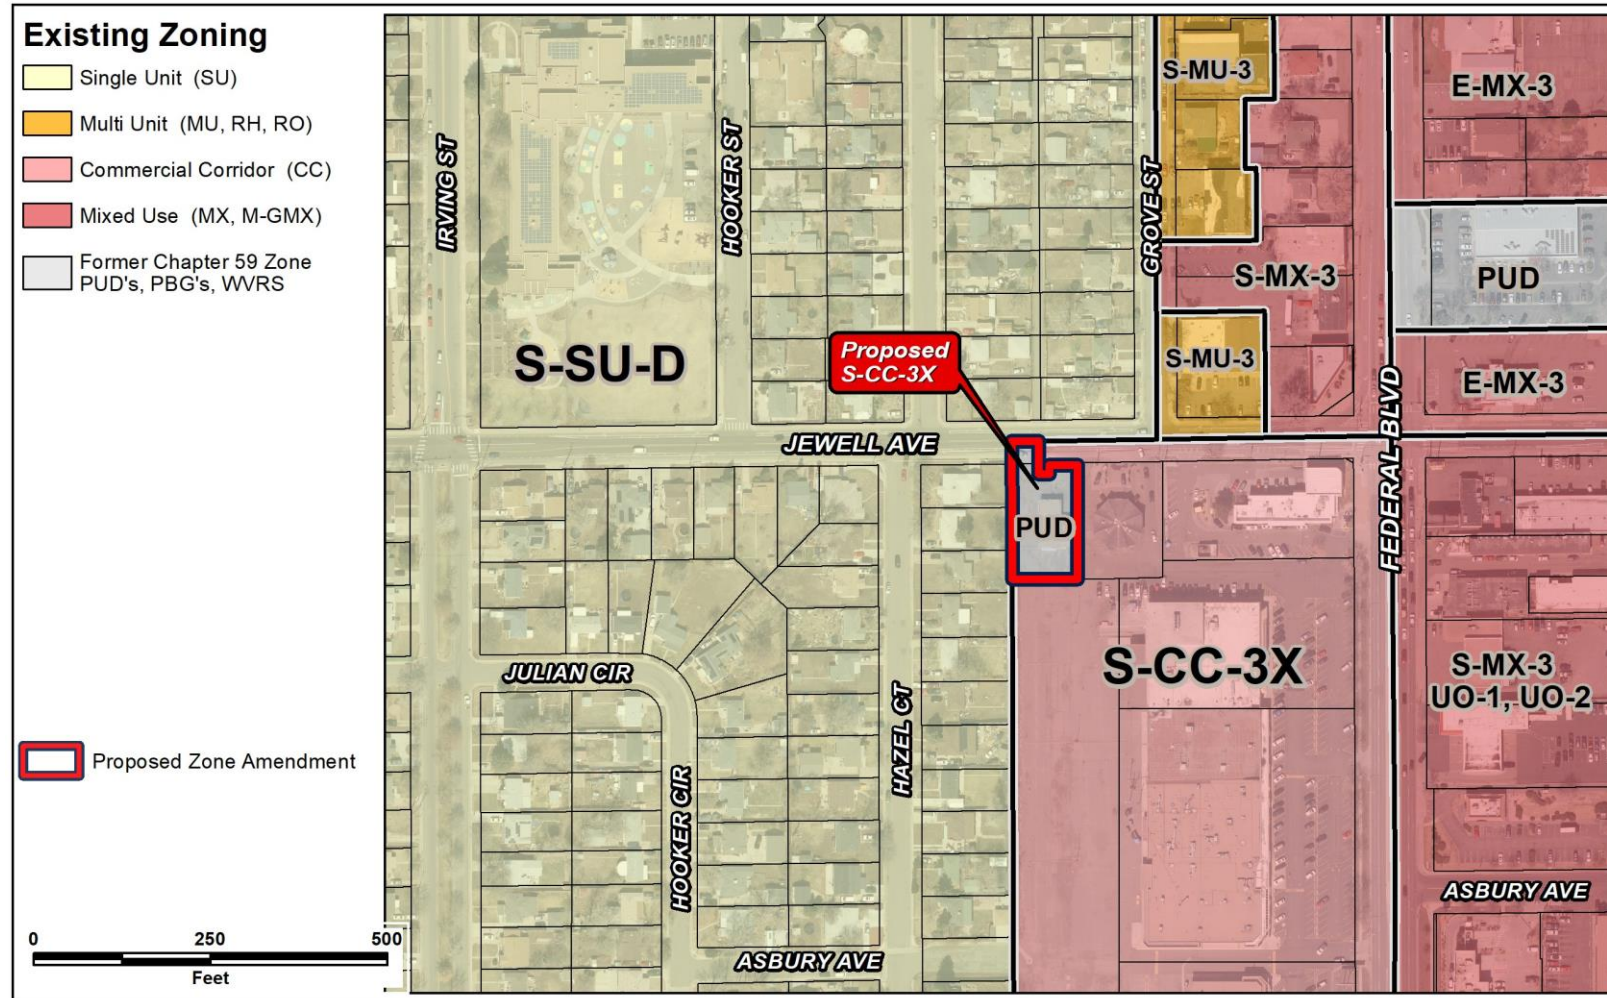 Existing Zoning
Single Unit (SU)
Multi Unit (MU, RH, RO)
Commercial Corridor (CC)
Mixed Use (MX, M-GMX)
Former Chapter 59 Zone
PUD's, PBG's, WVRS
Proposed Zone Amendment
0 250 500
Feet
IRVING ST
HOOKER ST
GROVE ST
S-MU-3
E-MX-3
S-MX-3
PUD
S-SU-D
Proposed
S-CC-3X
S-MU-3
E-MX-3
FEDERAL BLVD
JEWELL AVE
PUD
JULIAN CIR
HOOKER CIR
HAZEL CT
S-CC-3X
S-MX-3
UO-1, UO-2
ASBURY AVE
ASBURY AVE